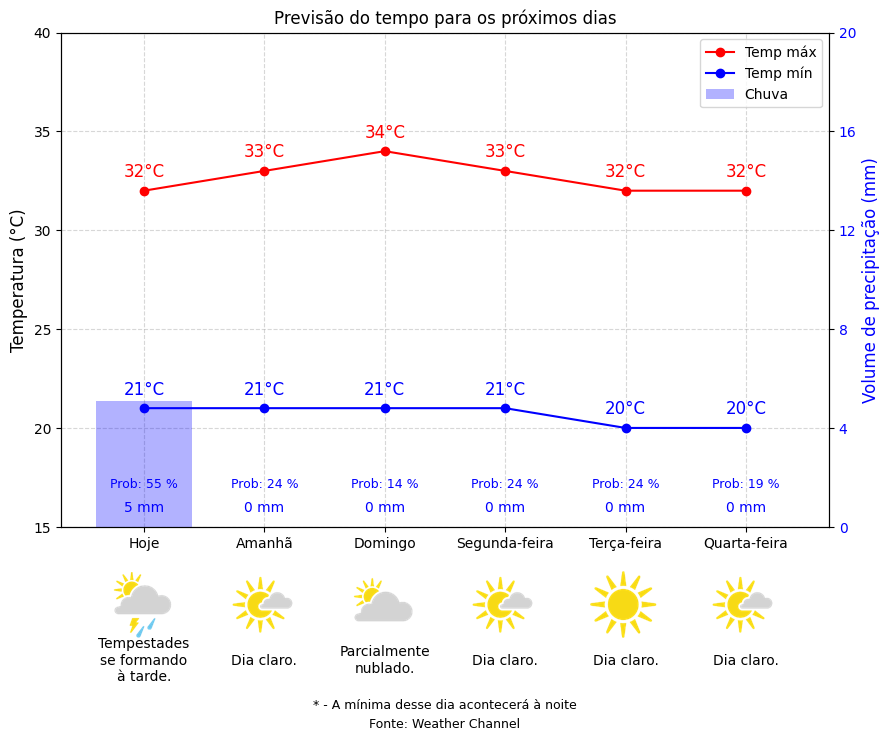 Previsão do tempo para os próximos dias
40
35
30
25
20
15
Temperatura (°C)
20
16
12
8
4
0
Volume de precipitação (mm)
Temp máx
Temp mín
Chuva
32°C
33°C
34°C
33°C
32°C
32°C
21°C
21°C
21°C
21°C
20°C
20°C
Prob: 55 %
Prob: 24 %
Prob: 14 %
Prob: 24 %
Prob: 24 %
Prob: 19 %
5 mm
0 mm
0 mm
0 mm
0 mm
0 mm
Hoje
Amanhã
Domingo
Segunda-feira
Terça-feira
Quarta-feira
Tempestades
se formando
à tarde.
Dia claro.
Parcialmente
nublado.
Dia claro.
Dia claro.
Dia claro.
* - A mínima desse dia acontecerá à noite
Fonte: Weather Channel